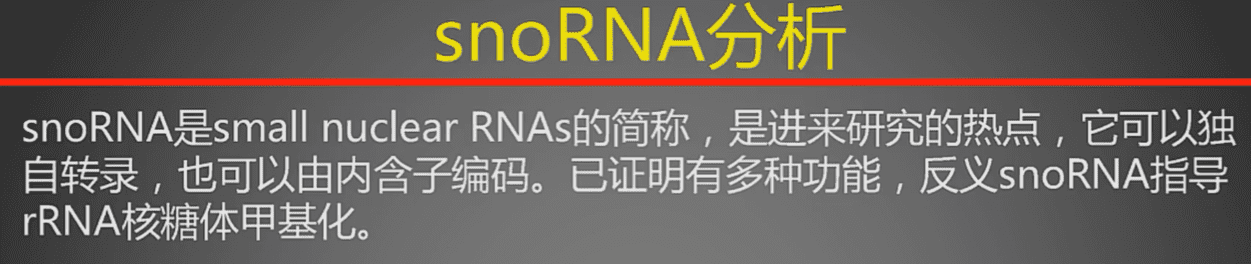 snoRNA分析
snoRNA是small nuclear RNAs的简称，是进来研究的热点，它可以独
自转录，也可以由内含子编码。已证明有多种功能，反义snoRNA指导
rRNA核糖体甲基化。